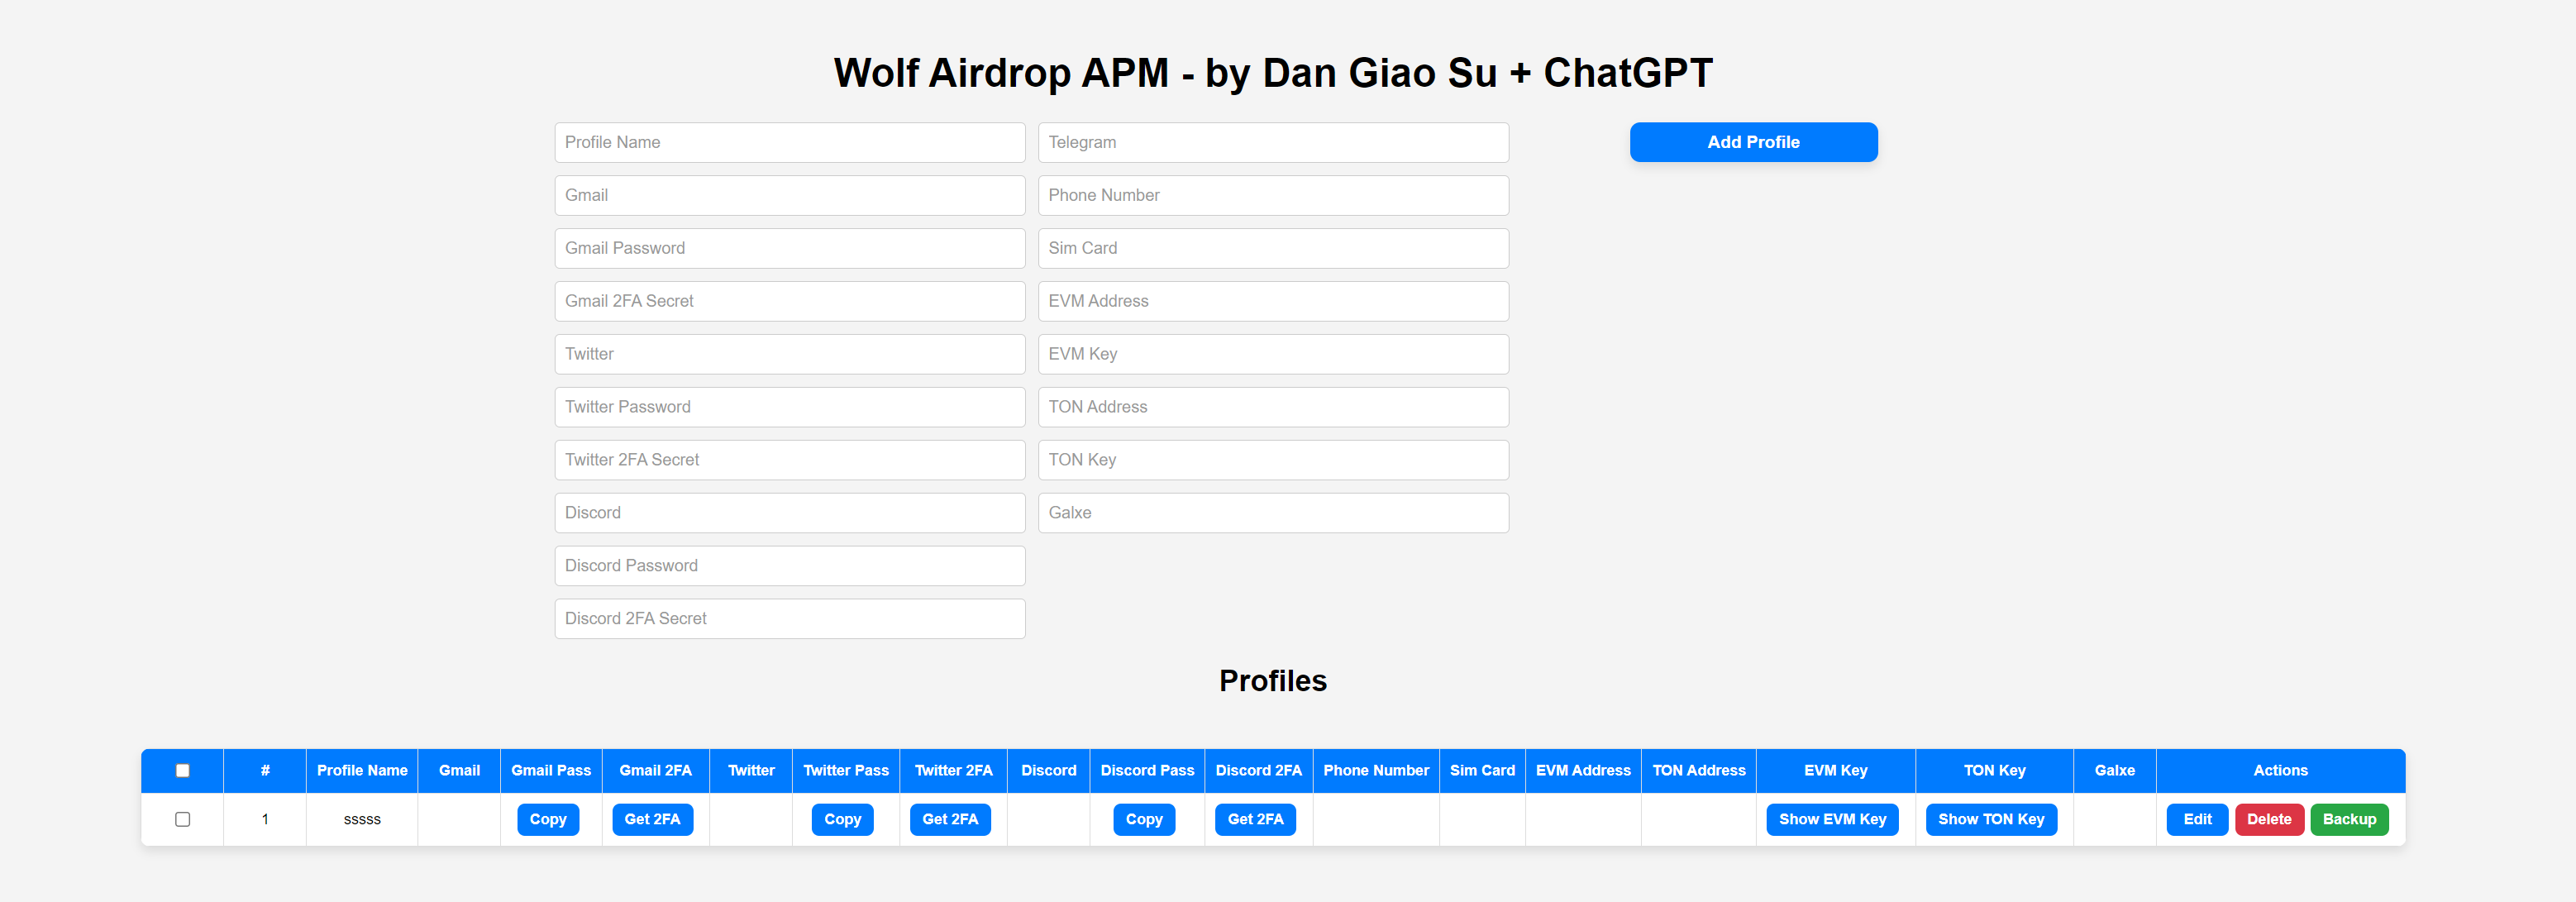 Wolf Airdrop APM - by Dan Giao Su + ChatGPT
Profile Name
Telegram
Add Profile
Gmail
Phone Number
Gmail Password
Sim Card
Gmail 2FA Secret
EVM Address
Twitter
EVM Key
Twitter Password
TON Address
Twitter 2FA Secret
TON Key
Discord
Galxe
Discord Password
Discord 2FA Secret
Profiles
# Profile Name Gmail Gmail Pass Gmail 2FA Twitter Twitter Pass Twitter 2FA Discord Discord Pass Discord 2FA Phone Number Sim Card EVM Address TON Address EVM Key TON Key Galxe Actions
1 sssss Copy Get 2FA Copy Get 2FA Copy Get 2FA Show EVM Key Show TON Key Edit Delete Backup